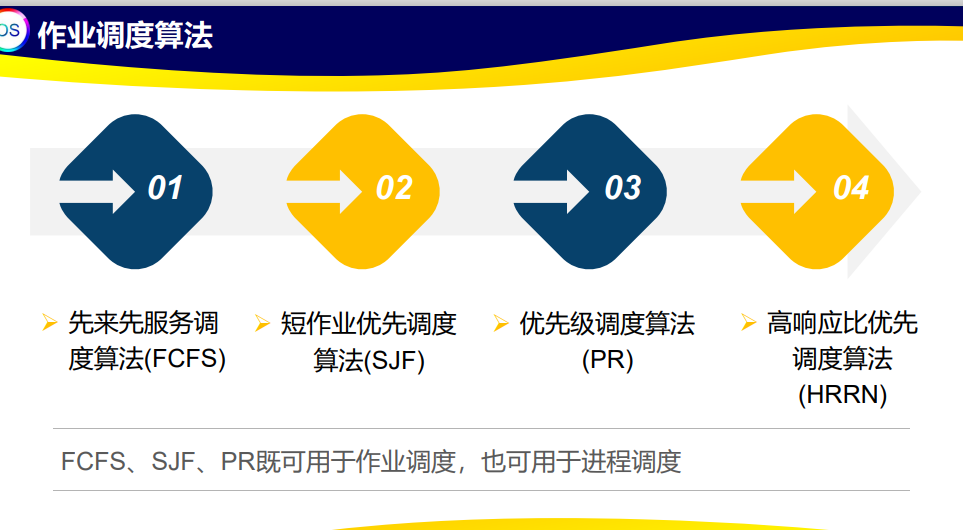 OS
作业调度算法
01
02
03
04
先来先服务调
度算法(FCFS)
短作业优先调度
算法(SJF)
优先级调度算法
(PR)
高响应比优先
调度算法
(HRRN)
FCFS、SJF、PR既可用于作业调度，也可用于进程调度